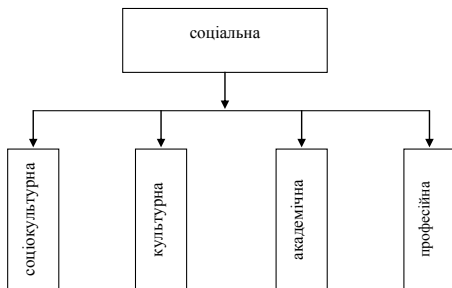 соціальна
соціокультурна
культурна
академічна
професійна